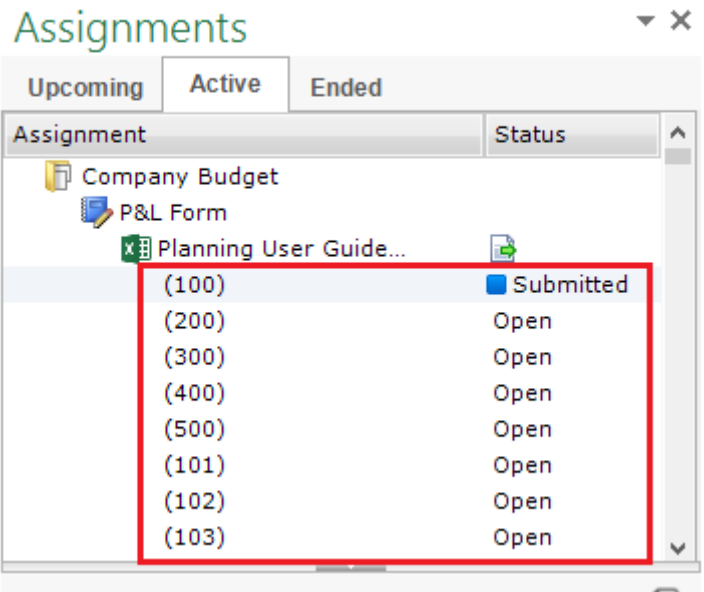 Assignments
Upcoming Active Ended
Assignment Status
Company Budget
P&L Form
Planning User Guide...
(100) Submitted
(200) Open
(300) Open
(400) Open
(500) Open
(101) Open
(102) Open
(103) Open